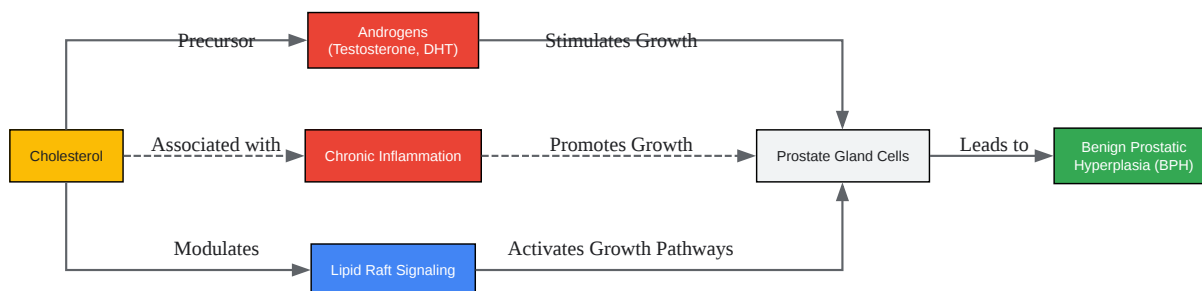 Precursor
Androgens
(Testosterone, DHT)
Stimulates Growth
Cholesterol
Associated with
Chronic Inflammation
Promotes Growth
Prostate Gland Cells
Leads to
Benign Prostatic
Hyperplasia (BPH)
Modulates
Lipid Raft Signaling
Activates Growth Pathways